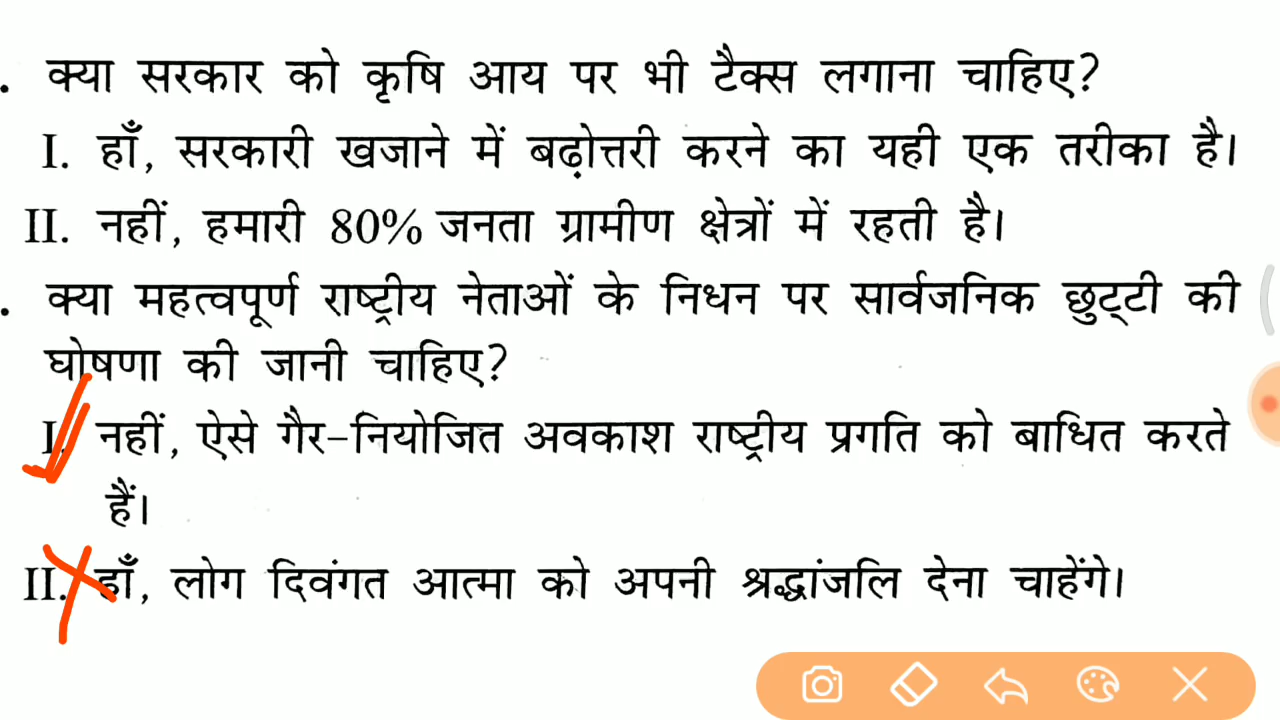 . क्या सरकार को कृषि आय पर भी टैक्स लगाना चाहिए?
I. हाँ, सरकारी खजाने में बढ़ोत्तरी करने का यही एक तरीका है।
II. नहीं, हमारी 80% जनता ग्रामीण क्षेत्रों में रहती है।
. क्या महत्वपूर्ण राष्ट्रीय नेताओं के निधन पर सार्वजनिक छुट्टी की
घोषणा की जानी चाहिए?
I. नहीं, ऐसे गैर-नियोजित अवकाश राष्ट्रीय प्रगति को बाधित करते
हैं।
II. हाँ, लोग दिवंगत आत्मा को अपनी श्रद्धांजलि देना चाहेंगे।